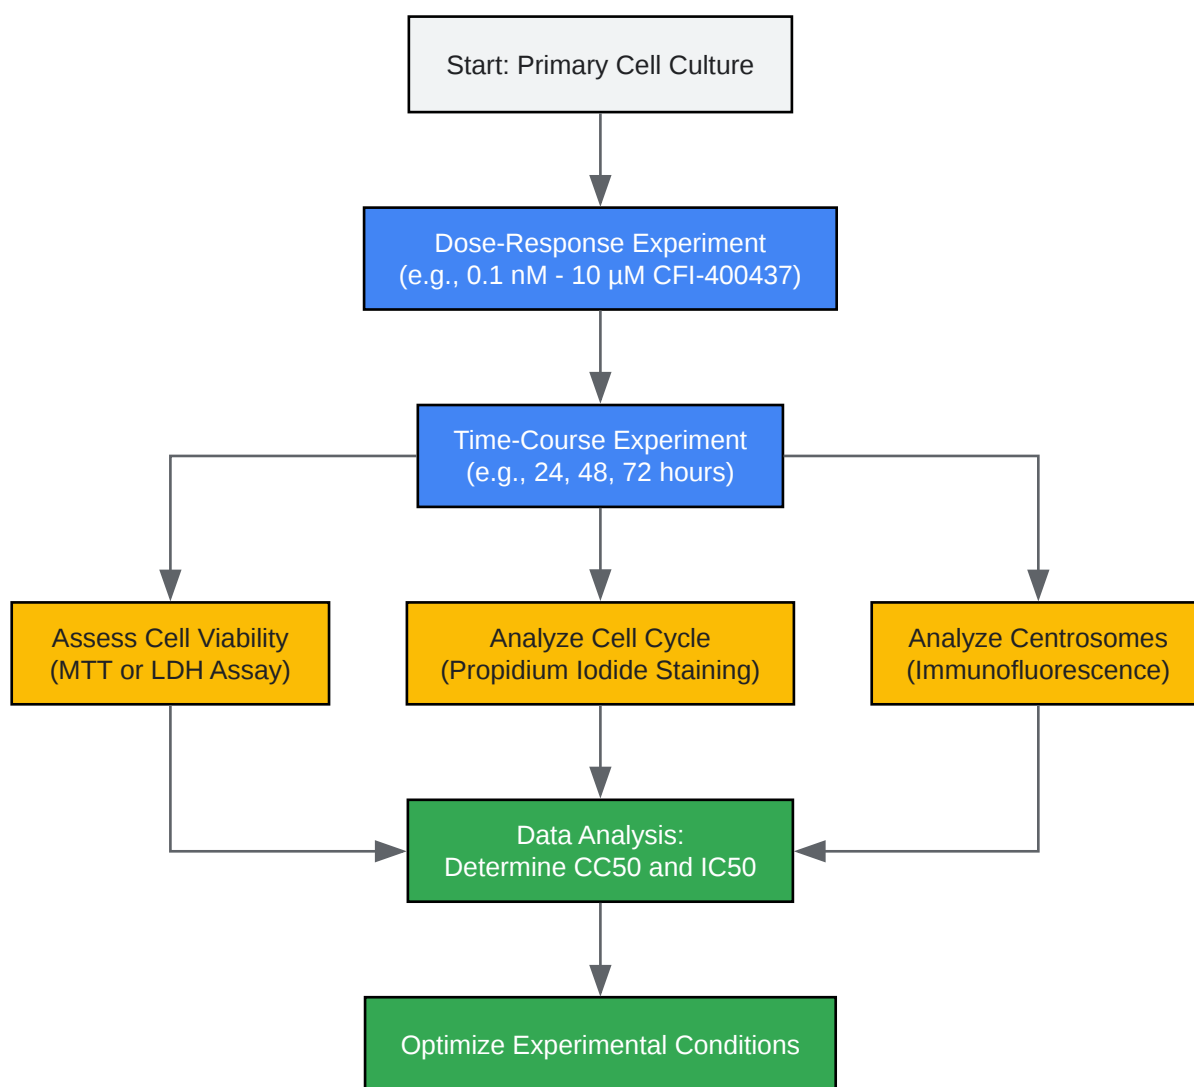 Start: Primary Cell Culture
Dose-Response Experiment
(e.g., 0.1 nM - 10 µM CFI-400437)
Time-Course Experiment
(e.g., 24, 48, 72 hours)
Assess Cell Viability
(MTT or LDH Assay)
Analyze Cell Cycle
(Propidium Iodide Staining)
Analyze Centrosomes
(Immunofluorescence)
Data Analysis:
Determine CC50 and IC50
Optimize Experimental Conditions